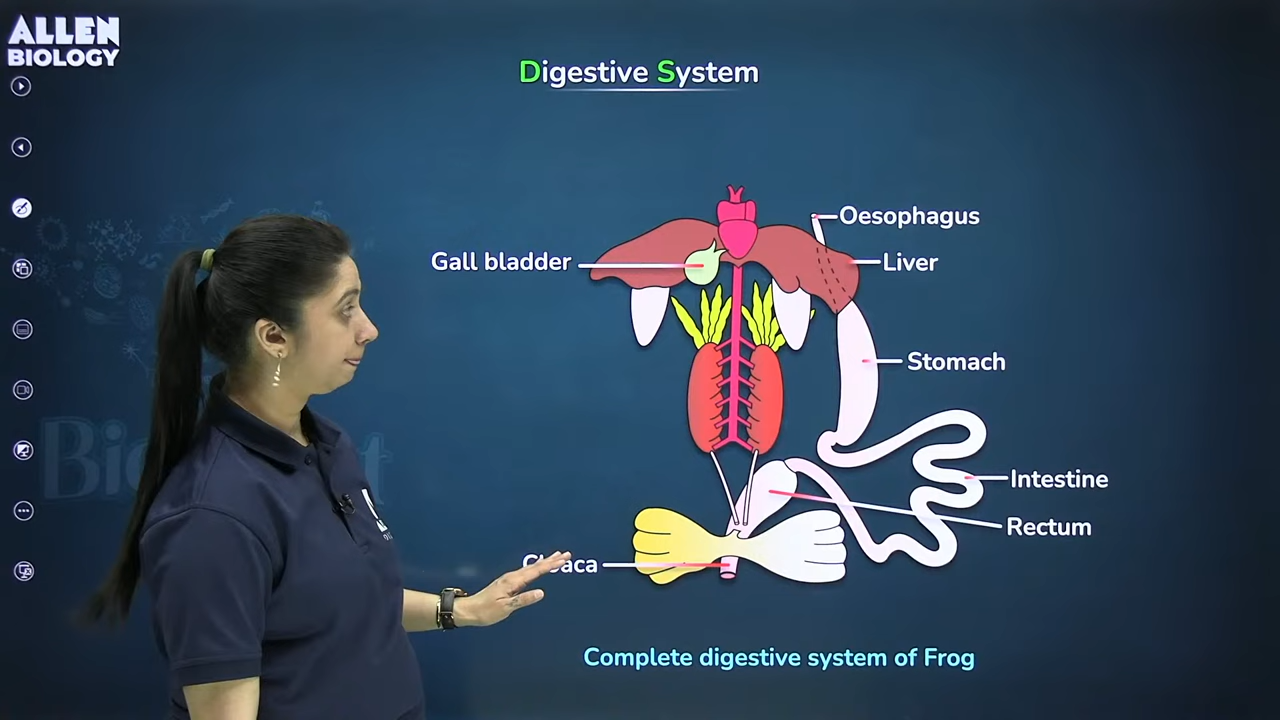 ALLEN
BIOLOGY
Digestive System
Oesophagus
Gall bladder
Liver
Stomach
Intestine
Rectum
Complete digestive system of Frog